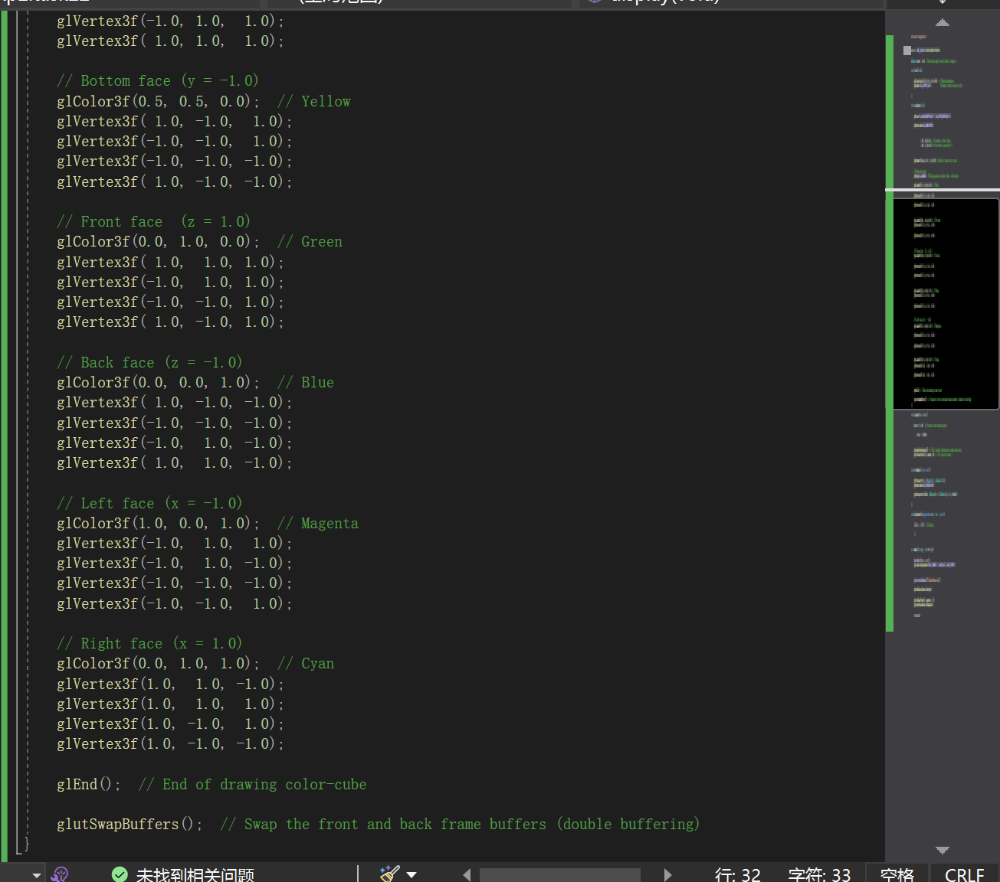 display(void)
glVertex3f(-1.0, 1.0,  1.0);
glVertex3f( 1.0, 1.0,  1.0);
// Bottom face (y = -1.0)
glColor3f(0.5, 0.5, 0.0);  // Yellow
glVertex3f( 1.0, -1.0,  1.0);
glVertex3f(-1.0, -1.0,  1.0);
glVertex3f(-1.0, -1.0, -1.0);
glVertex3f( 1.0, -1.0, -1.0);
// Front face  (z = 1.0)
glColor3f(0.0, 1.0, 0.0);  // Green
glVertex3f( 1.0,  1.0, 1.0);
glVertex3f(-1.0,  1.0, 1.0);
glVertex3f(-1.0, -1.0, 1.0);
glVertex3f( 1.0, -1.0, 1.0);
// Back face (z = -1.0)
glColor3f(0.0, 0.0, 1.0);  // Blue
glVertex3f( 1.0, -1.0, -1.0);
glVertex3f(-1.0, -1.0, -1.0);
glVertex3f(-1.0,  1.0, -1.0);
glVertex3f( 1.0,  1.0, -1.0);
// Left face (x = -1.0)
glColor3f(1.0, 0.0, 1.0);  // Magenta
glVertex3f(-1.0,  1.0,  1.0);
glVertex3f(-1.0,  1.0, -1.0);
glVertex3f(-1.0, -1.0, -1.0);
glVertex3f(-1.0, -1.0,  1.0);
// Right face (x = 1.0)
glColor3f(0.0, 1.0, 1.0);  // Cyan
glVertex3f(1.0,  1.0, -1.0);
glVertex3f(1.0,  1.0,  1.0);
glVertex3f(1.0, -1.0,  1.0);
glVertex3f(1.0, -1.0, -1.0);
glEnd();  // End of drawing color-cube
glutSwapBuffers();  // Swap the front and back frame buffers (double buffering)
}
未找到相关问题 行: 32 字符: 33 空格 CRLF